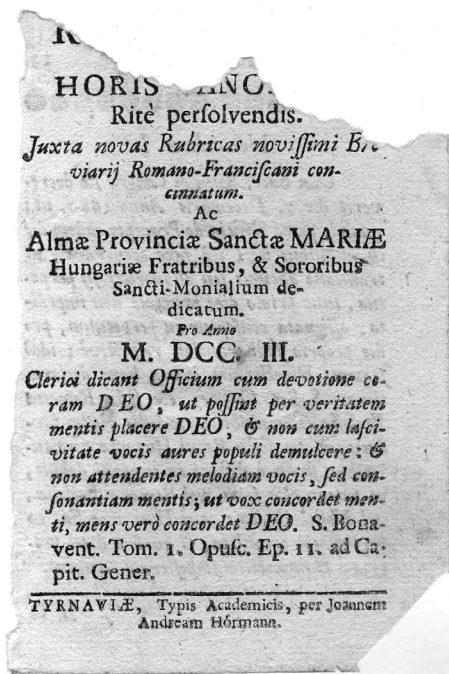 HORIS
Ritè persolvendis.
Juxta novas Rubricas novissimi
viarij Romano-Franciscani con-
cinnatum.
Ac
Almæ Provinciæ Sanctæ MARIÆ
Hungariæ Fratribus, & Sororibus
Sancti-Monialium de-
dicatum.
Pro Anno
M. DCC. III.
Clerici dicant Officium cum devotione co-
ram DEO, ut possint per veritatem
mentis placere DEO, & non cum lasci-
vitate vocis aures populi demulcere: &
non attendentes melodiam vocis, sed con-
sonantiam mentis; ut vox concordet men-
ti, mens verò concordet DEO. S. Bona-
vent. Tom. 1. Opusc. Ep. 11. ad Ca-
pit. Gener.
TYRNAVIÆ, Typis Academicis, per Joannem
Andream Hörmann.